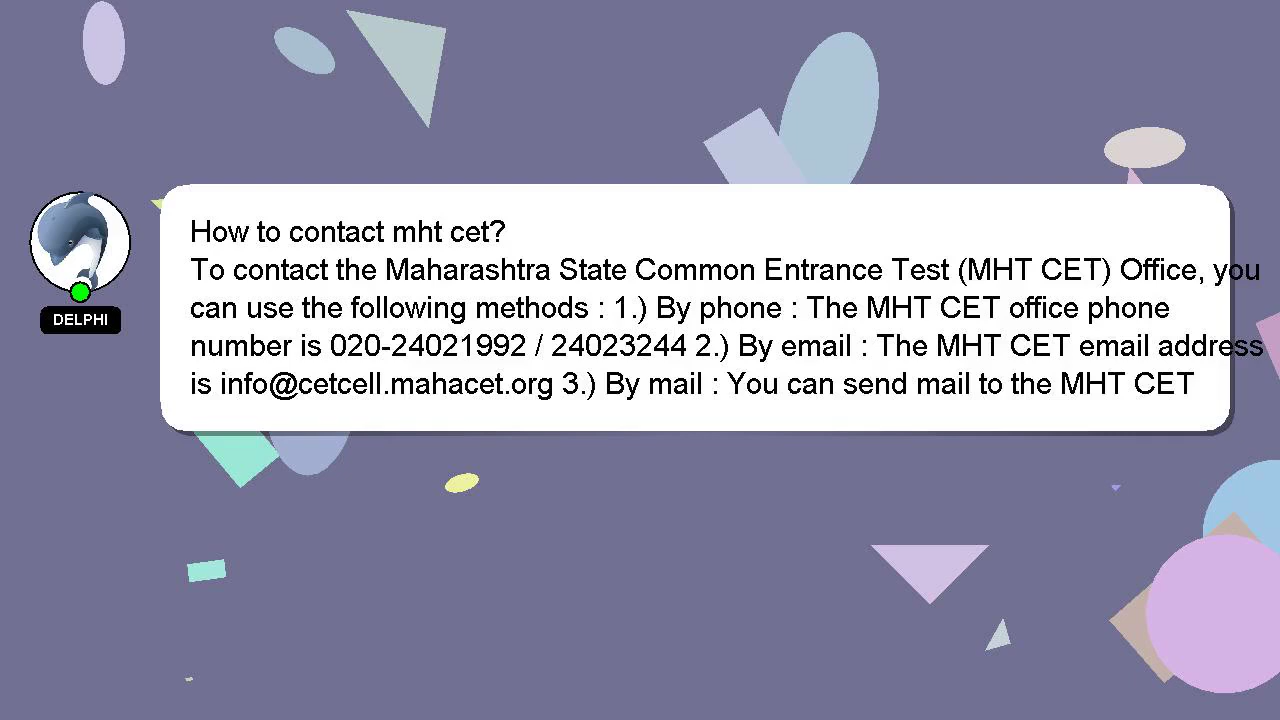 How to contact mht cet?
To contact the Maharashtra State Common Entrance Test (MHT CET) Office, you
can use the following methods : 1.) By phone : The MHT CET office phone
number is 020-24021992 / 24023244 2.) By email : The MHT CET email address
is info@cetcell.mahacet.org 3.) By mail : You can send mail to the MHT CET
DELPHI